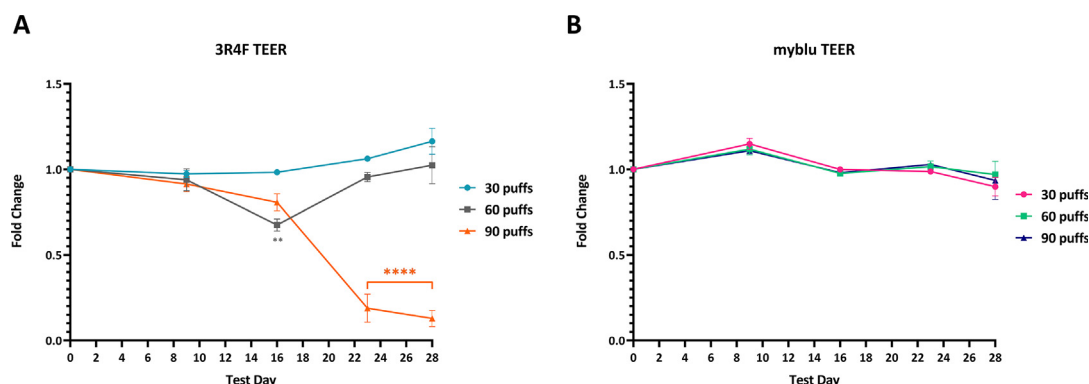 A
3R4F TEER
Fold Change
1.5
1.0
0.5
0.0
**
****
0 2 4 6 8 10 12 14 16 18 20 22 24 26 28
Test Day
30 puffs
60 puffs
90 puffs
B
myblu TEER
Fold Change
1.5
1.0
0.5
0.0
0 2 4 6 8 10 12 14 16 18 20 22 24 26 28
Test Day
30 puffs
60 puffs
90 puffs